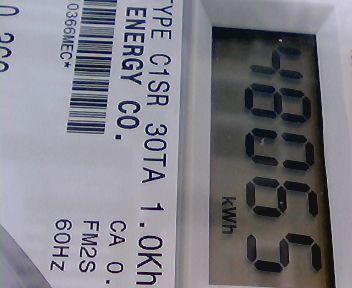 48065
kWh
TYPE C1SR 30TA 1.0Kh
ENERGY CO.
CA 0.
FM2S
60Hz
0366MEC*